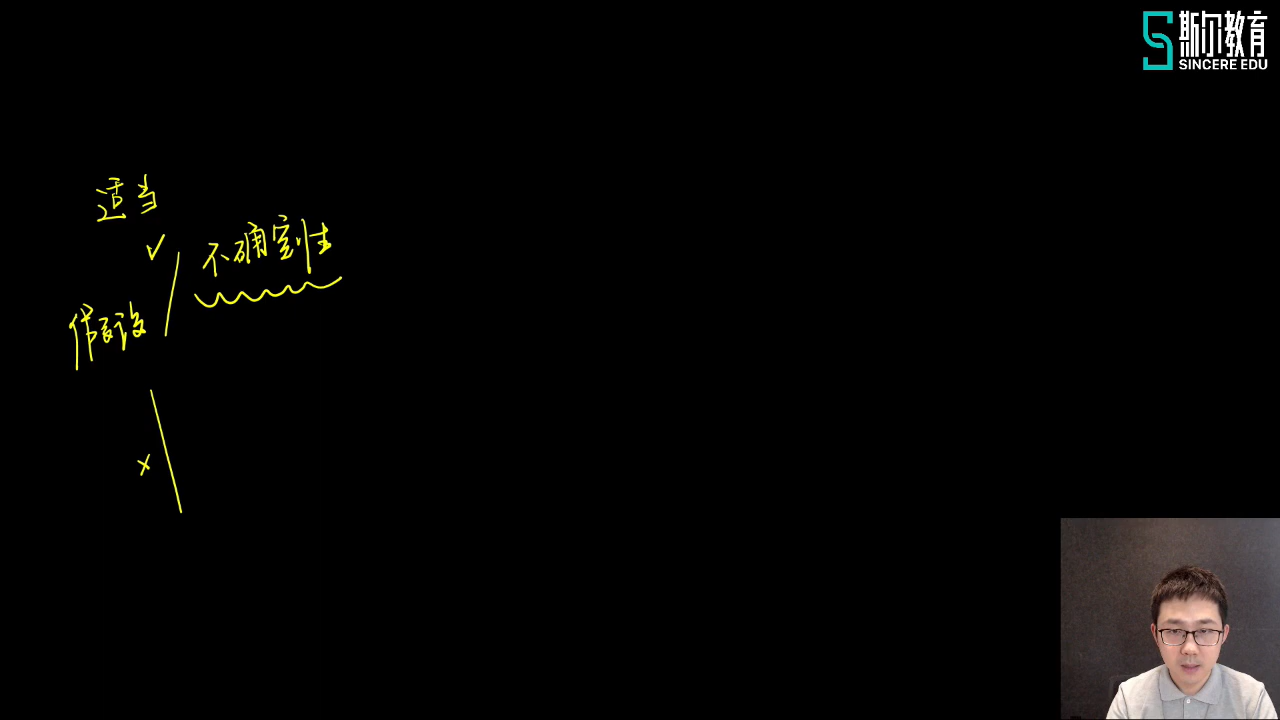 斯尔教育
SINCERE EDU
适当
✓
不确定性
假设
×